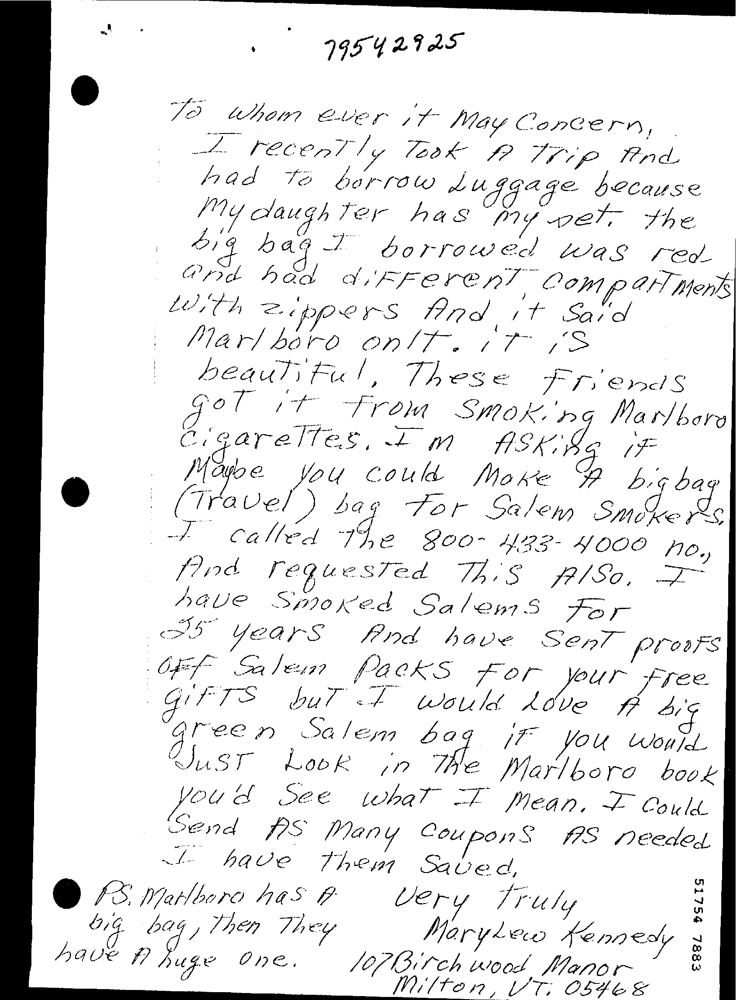 79542925
To whom ever it May Concern,
I recently Took A Trip And
had to borrow Luggage because
My daughter has my set. the
big bag I borrowed was red
and had different compartments
with zippers And it said
Marlboro onIt. it is
beautiful. These friends
got it from smoking Marlboro
cigarettes. I m Asking if
Maybe you could Make A big bag
(Travel) bag for Salem Smokers.
I called The 800-433-4000 no.,
And requested This Also. I
have smoked Salems for
25 years And have sent proofs
off Salem Packs for your free
gifts but I would Love A big
green Salem bag if you would
Just Look in The Marlboro book
you'd see what I mean. I could
Send As Many coupons As needed
I have them saved.
Very truly
MaryLew Kennedy
107 Birchwood Manor
Milton, VT. 05468
PS. Marlboro has A
big bag, Then They
have A huge one.
51754 7883